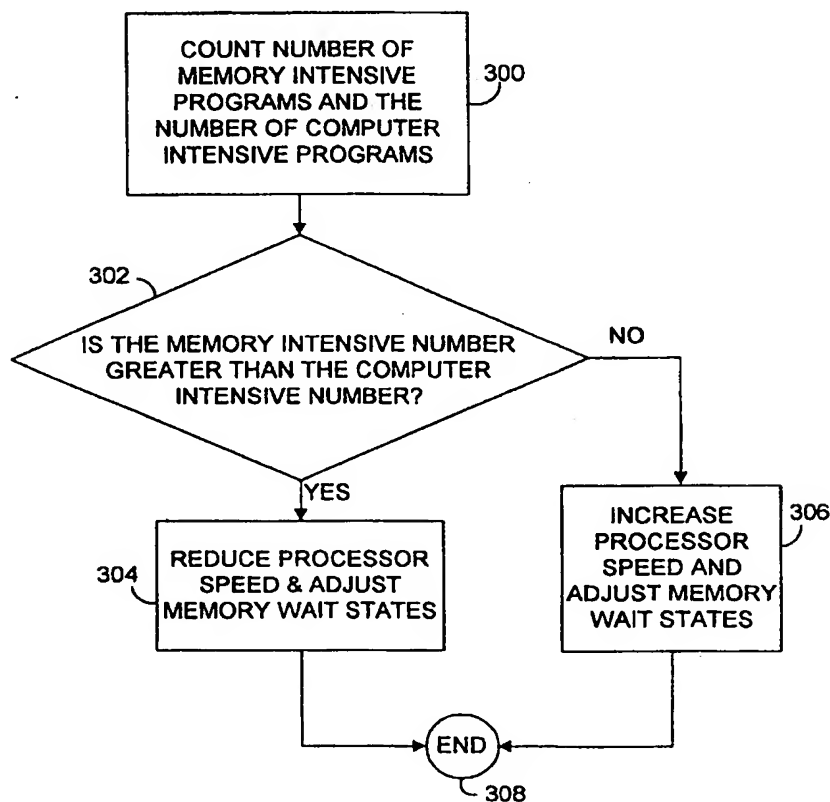 COUNT NUMBER OF
MEMORY INTENSIVE
PROGRAMS AND THE
NUMBER OF COMPUTER
INTENSIVE PROGRAMS
300
302
IS THE MEMORY INTENSIVE NUMBER
GREATER THAN THE COMPUTER
INTENSIVE NUMBER?
NO
YES
304
REDUCE PROCESSOR
SPEED & ADJUST
MEMORY WAIT STATES
INCREASE
PROCESSOR
SPEED AND
ADJUST MEMORY
WAIT STATES
306
END
308